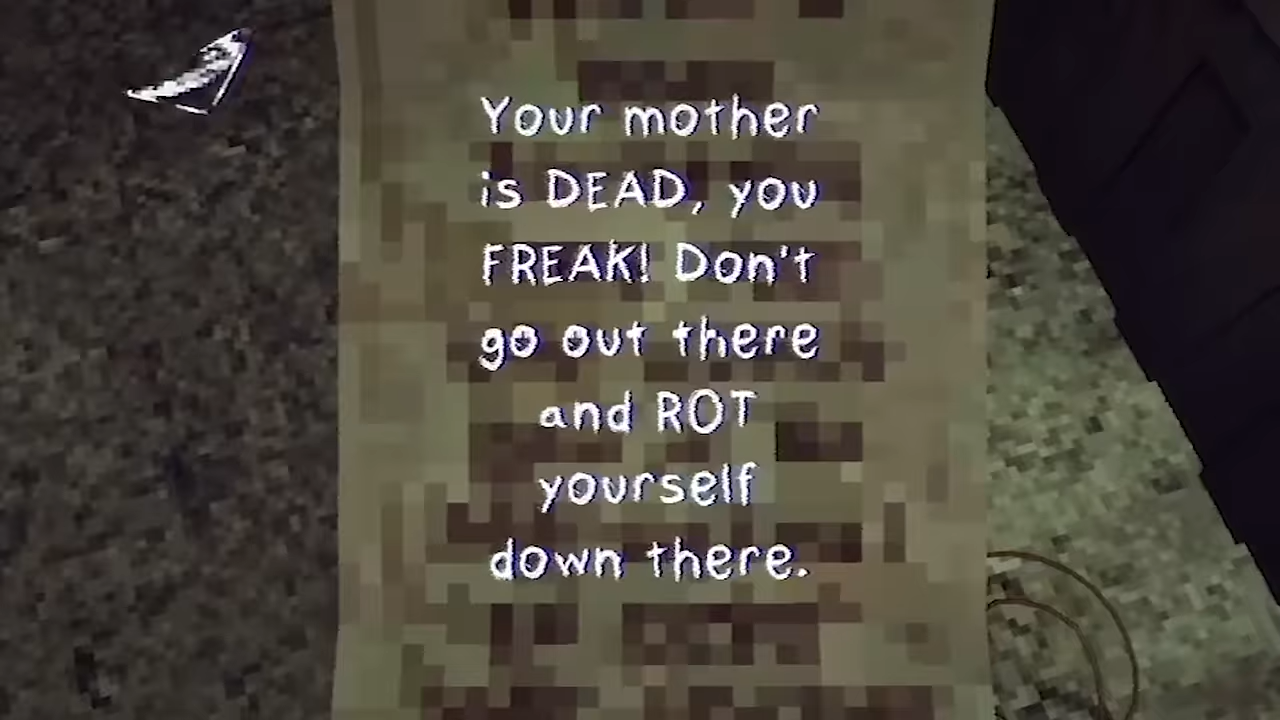 Your mother
is DEAD, you
FREAK! Don't
go out there
and ROT
yourself
down there.